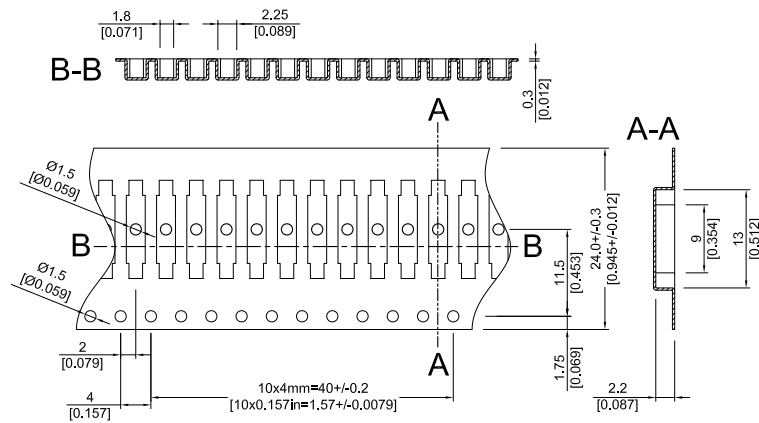 1.8
[0.071]
2.25
[0.089]
B-B
0.3
[0.012]
A
A-A
Ø1.5
[Ø0.059]
B
B
Ø1.5
[Ø0.059]
24.0+/-0.3
[0.945+/-0.012]
11.5
[0.453]
9
[0.354]
13
[0.512]
2
[0.079]
A
1.75
[0.069]
4
[0.157]
10x4mm=40+/-0.2
[10x0.157in=1.57+/-0.0079]
2.2
[0.087]